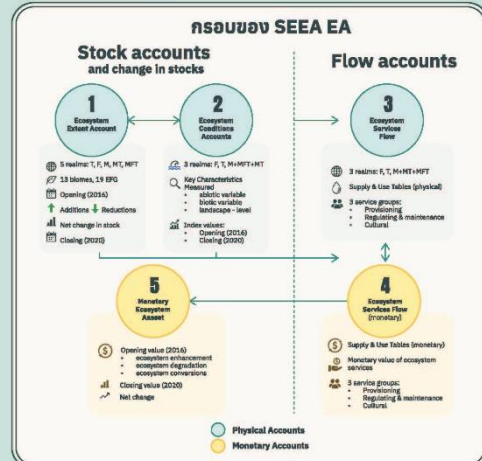 กรอบของ SEEA EA
Stock accounts
and change in stocks
Flow accounts
1
Ecosystem
Extent Account
5 realms: T, F, M, MT, MFT
13 biomes, 19 EFG
Opening (2016)
Additions Reductions
Net change in stock
Closing (2020)
2
Ecosystem
Conditions
Accounts
3 realms: F, T, M+MFT+MT
Key Characteristics
Measured
• abiotic variable
• biotic variable
• landscape - level
Index values:
• Opening (2016)
• Closing (2020)
3
Ecosystem
Services
Flow
3 realms: F, T, M+MT+MFT
Supply & Use Tables (physical)
3 service groups:
• Provisioning
• Regulating & maintenance
• Cultural
5
Monetary
Ecosystem
Asset
Opening value (2016)
• ecosystem enhancement
• ecosystem degradation
• ecosystem conversions
Closing value (2020)
Net change
4
Ecosystem
Services Flow
(monetary)
Supply & Use Tables (monetary)
Monetary value of ecosystem
services
3 service groups:
• Provisioning
• Regulating & maintenance
• Cultural
Physical Accounts
Monetary Accounts